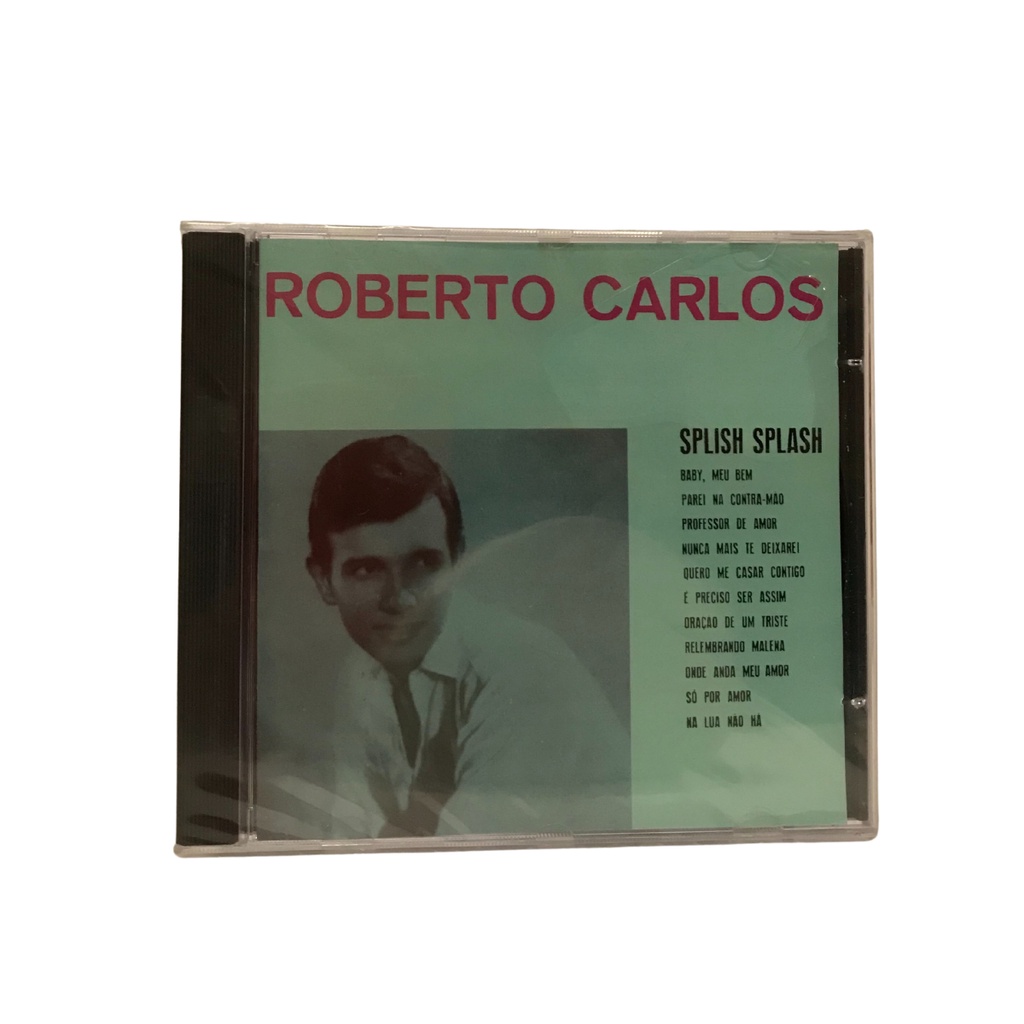 ROBERTO CARLOS
SPLISH SPLASH
BABY, MEU BEM
PAREI NA CONTRA-MÃO
PROFESSOR DE AMOR
NUNCA MAIS TE DEIXAREI
QUERO ME CASAR CONTIGO
E PRECISO SER ASSIM
ORAÇAO DE UM TRISTE
RELEMBRANDO MALENA
ONDE ANDA MEU AMOR
SÓ POR AMOR
NA LUA NÃO HÁ